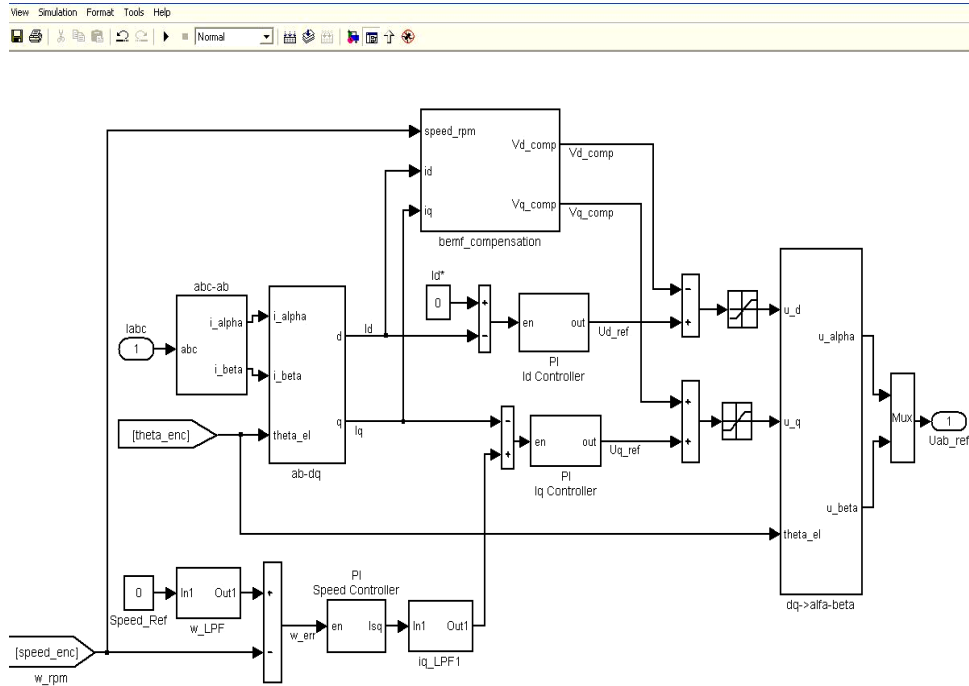 View Simulation Format Tools Help
Normal
speed_rpm
id
iq
Vd_comp
Vq_comp
bemf_compensation
Vd_comp
Vq_comp
abc-ab
Iabc
1
abc
i_alpha
i_beta
i_alpha
i_beta
theta_el
d
q
ab-dq
Id
Iq
[theta_enc]
Id*
0
+
-
en
out
PI
Id Controller
Ud_ref
-
+
-
+
en
out
PI
Iq Controller
Uq_ref
+
+
u_d
u_q
theta_el
u_alpha
u_beta
dq->alfa-beta
Mux
1
Uab_ref
0
Speed_Ref
In1
Out1
w_LPF
+
-
w_err
PI
Speed Controller
en
Isq
In1
Out1
iq_LPF1
[speed_enc]
w_rpm